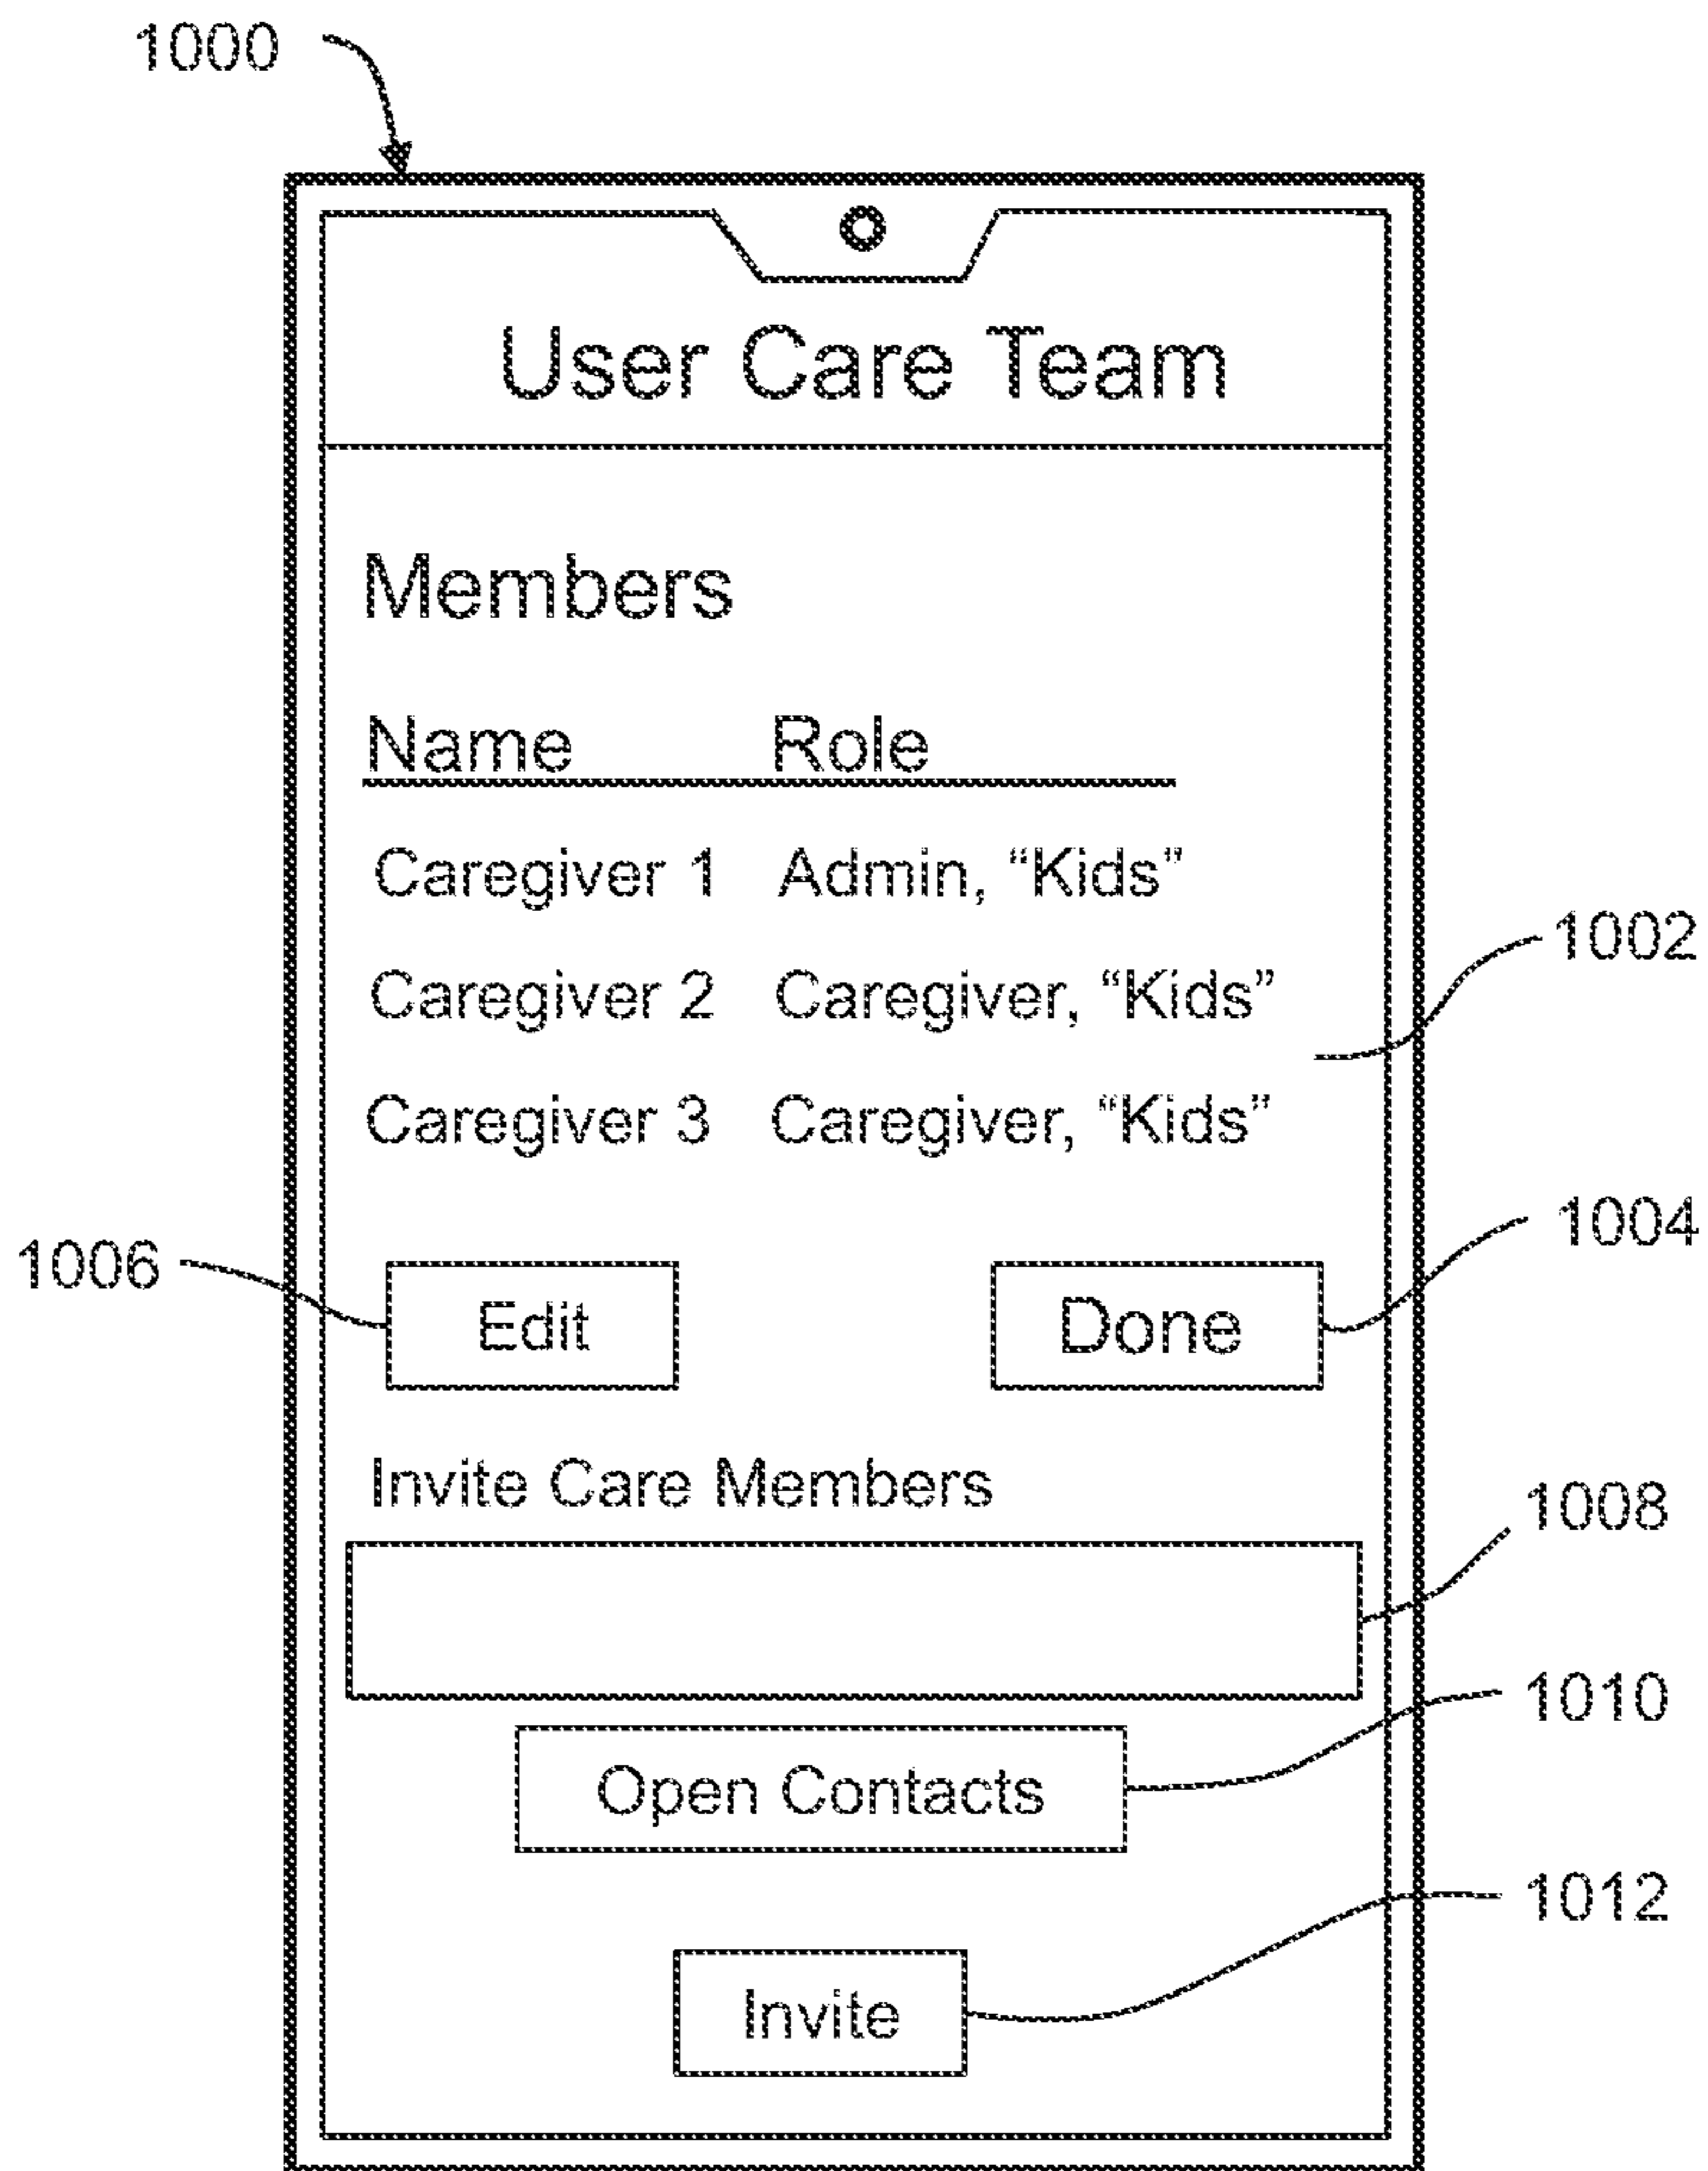 1000
User Care Team
Members
Name Role
Caregiver 1 Admin, “Kids”
1002
Caregiver 2 Caregiver, “Kids”
Caregiver 3 Caregiver, “Kids”
1004
1006
Edit Done
Invite Care Members
1008
1010
Open Contacts
1012
Invite